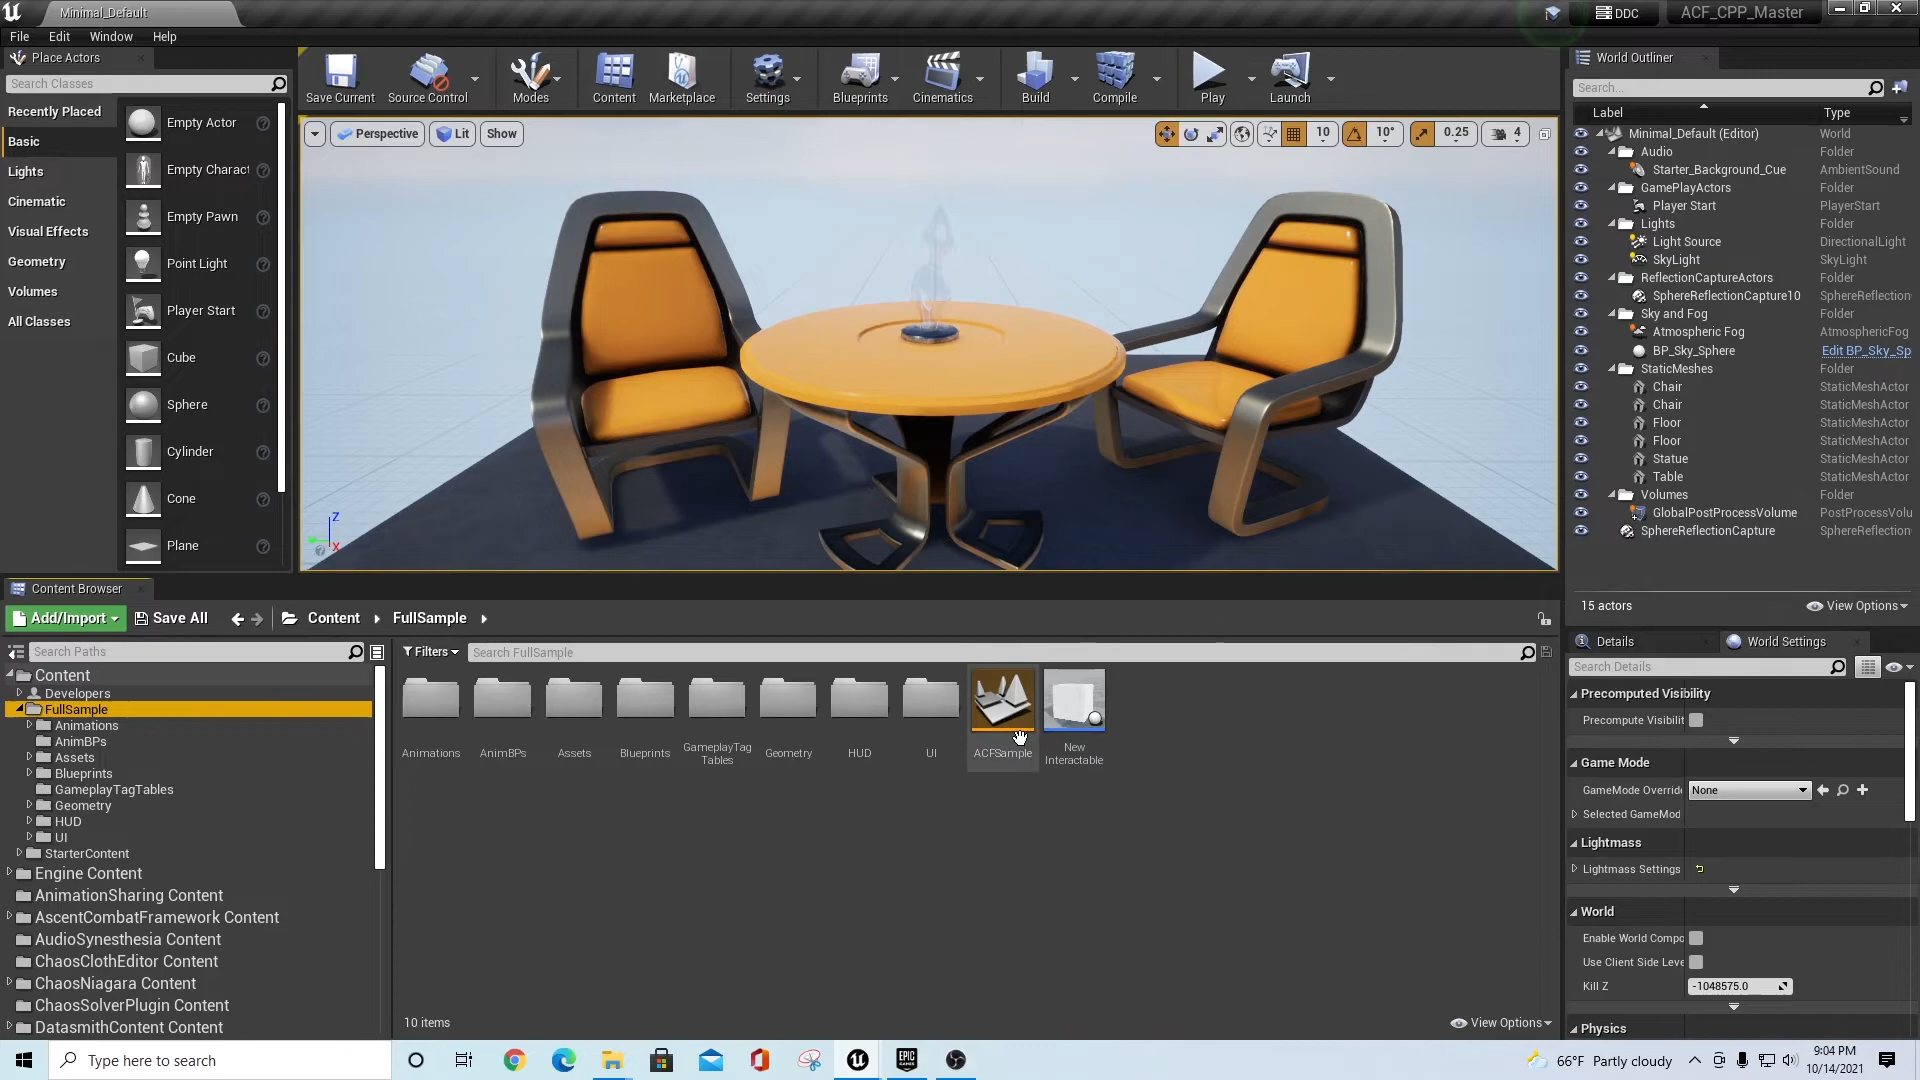 Minimal_Default
DDC
ACF_CPP_Master
File Edit Window Help
Place Actors
Search Classes
Recently Placed
Basic
Lights
Cinematic
Visual Effects
Geometry
Volumes
All Classes
Empty Actor
Empty Charact
Empty Pawn
Point Light
Player Start
Cube
Sphere
Cylinder
Cone
Plane
Save Current
Source Control
Modes
Content
Marketplace
Settings
Blueprints
Cinematics
Build
Compile
Play
Launch
Perspective
Lit
Show
10
10°
0.25
4
Z
X
World Outliner
Search...
Label Type
Minimal_Default (Editor) World
Audio Folder
Starter_Background_Cue AmbientSound
GamePlayActors Folder
Player Start PlayerStart
Lights Folder
Light Source DirectionalLight
SkyLight SkyLight
ReflectionCaptureActors Folder
SphereReflectionCapture10 SphereReflection
Sky and Fog Folder
Atmospheric Fog AtmosphericFog
BP_Sky_Sphere Edit BP_Sky_Sp
StaticMeshes Folder
Chair StaticMeshActor
Chair StaticMeshActor
Floor StaticMeshActor
Floor StaticMeshActor
Statue StaticMeshActor
Table StaticMeshActor
Volumes Folder
GlobalPostProcessVolume PostProcessVolu
SphereReflectionCapture SphereReflection
15 actors
View Options
Content Browser
Add/Import
Save All
Content
FullSample
Search Paths
Filters
Search FullSample
Content
Developers
FullSample
Animations
AnimBPs
Assets
Blueprints
GameplayTagTables
Geometry
HUD
UI
StarterContent
Engine Content
AnimationSharing Content
AscentCombatFramework Content
AudioSynesthesia Content
ChaosClothEditor Content
ChaosNiagara Content
ChaosSolverPlugin Content
DatasmithContent Content
Animations
AnimBPs
Assets
Blueprints
GameplayTag
Tables
Geometry
HUD
UI
ACFSample
New
Interactable
10 items
View Options
Details
World Settings
Search Details
Precomputed Visibility
Precompute Visibilit
Game Mode
GameMode Override
None
Selected GameMod
Lightmass
Lightmass Settings
World
Enable World Compo
Use Client Side Leve
Kill Z
-1048575.0
Physics
Type here to search
EPIC
GAMES
66°F Partly cloudy
9:04 PM
10/14/2021